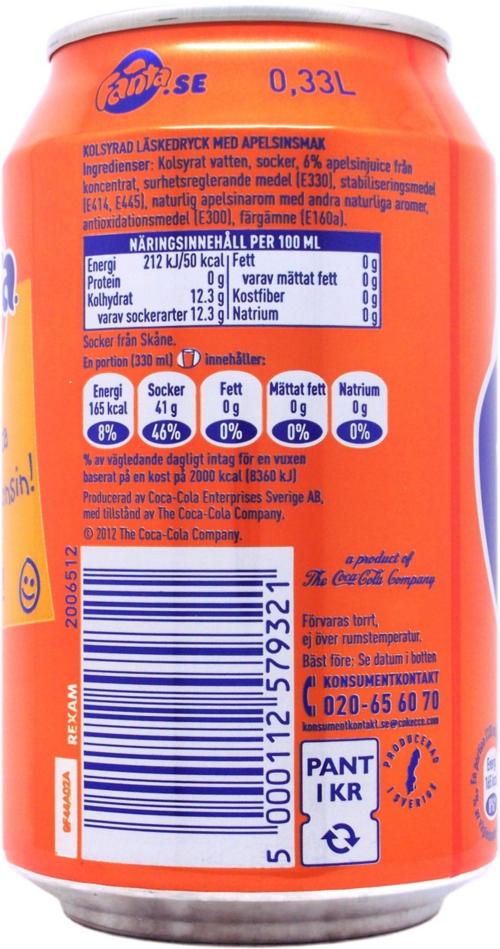 Fanta.SE
0,33L
KOLSYRAD LÄSKEDRYCK MED APELSINSMAK
Ingredienser: Kolsyrat vatten, socker, 6% apelsinjuice från
koncentrat, surhetsreglerande medel (E330), stabiliseringsmedel
(E414, E445), naturlig apelsinarom med andra naturliga aromer,
antioxidationsmedel (E300), färgämne (E160a).
NÄRINGSINNEHÅLL PER 100 ML
Energi 212 kJ/50 kcal Fett 0 g
Protein 0 g varav mättat fett 0 g
Kolhydrat 12.3 g Kostfiber 0 g
varav sockerarter 12.3 g Natrium 0 g
Socker från Skåne.
En portion (330 ml) innehåller:
Energi Socker Fett Mättat fett Natrium
165 kcal 41 g 0 g 0 g 0 g
8% 46% 0% 0% 0%
% av vägledande dagligt intag för en vuxen
baserat på en kost på 2000 kcal (8360 kJ)
Producerad av Coca-Cola Enterprises Sverige AB,
med tillstånd av The Coca-Cola Company.
© 2012 The Coca-Cola Company.
2006512
REXAM
9F44A02A
5 000112 579321
a product of
The Coca-Cola Company
Förvaras torrt,
ej över rumstemperatur.
Bäst före: Se datum i botten
KONSUMENTKONTAKT
020-65 60 70
konsumentkontakt.se@cokecce.com
PANT
1 KR
PRODUCERAD
I SVERIGE